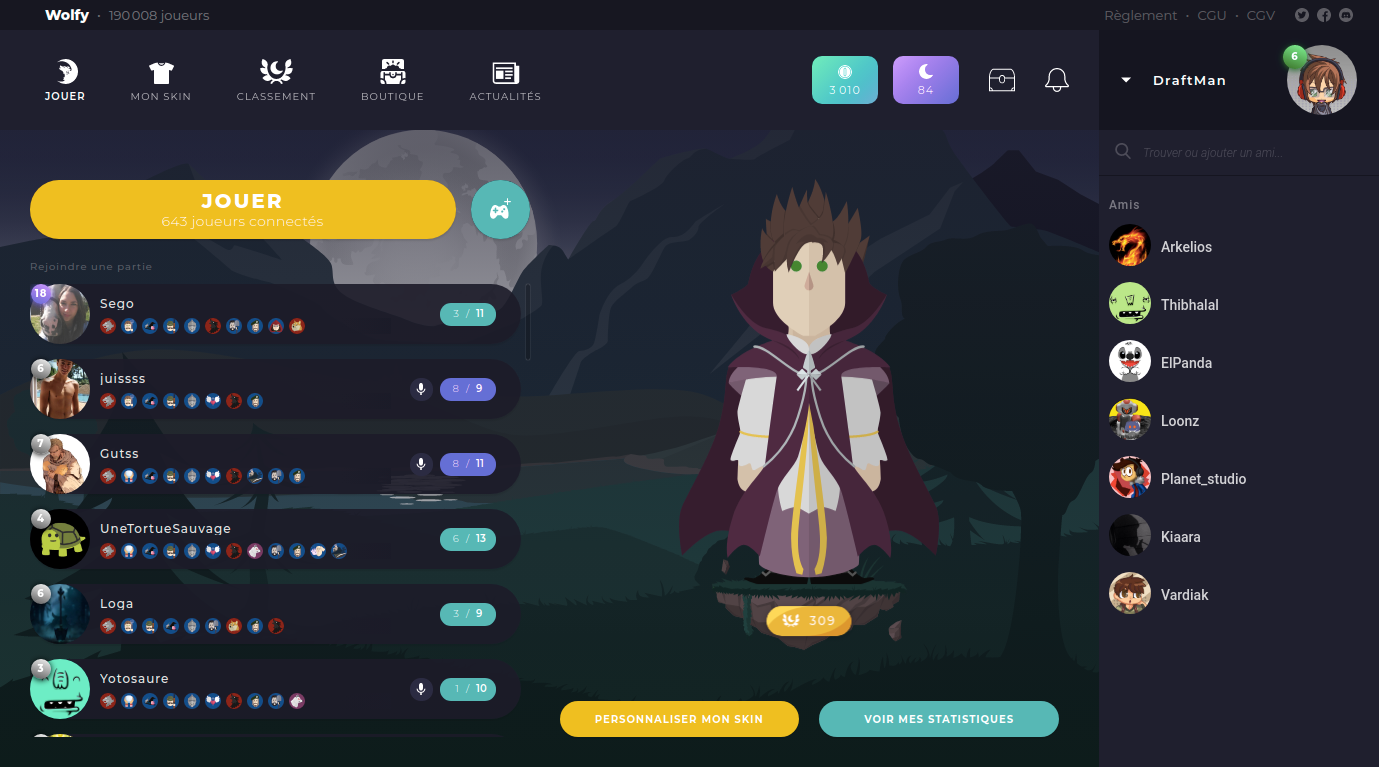 Wolfy • 190 008 joueurs
Règlement • CGU • CGV
JOUER
MON SKIN
CLASSEMENT
BOUTIQUE
ACTUALITÉS
3 010
84
DraftMan
6
JOUER
643 joueurs connectés
Rejoindre une partie
18
Sego
3 / 11
6
juissss
8 / 9
7
Gutss
8 / 11
4
UneTortueSauvage
6 / 13
6
Loga
3 / 9
3
Yotosaure
1 / 10
309
PERSONNALISER MON SKIN
VOIR MES STATISTIQUES
Trouver ou ajouter un ami...
Amis
Arkelios
Thibhalal
ElPanda
Loonz
Planet_studio
Kiaara
Vardiak